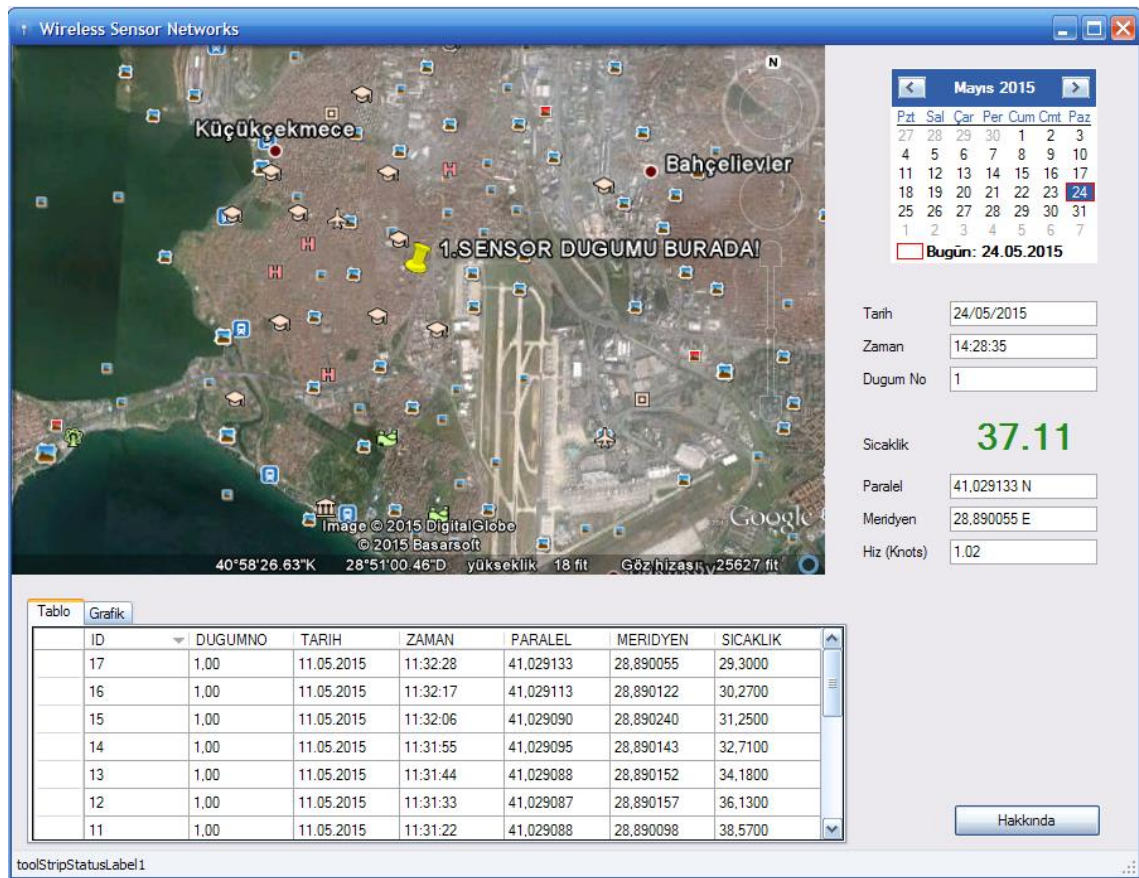 Wireless Sensor Networks
N
Küçükçekmece
Bahçelievler
1.SENSOR DUGUMU BURADA!
Image © 2015 DigitalGlobe
© 2015 Basarsoft
Google
40°58'26.63"K 28°51'00.46"D yükseklik 18 fit Göz hizası 25627 fit
Mayıs 2015
Pzt Sal Çar Per Cum Cmt Paz
27 28 29 30 1 2 3
4 5 6 7 8 9 10
11 12 13 14 15 16 17
18 19 20 21 22 23 24
25 26 27 28 29 30 31
1 2 3 4 5 6 7
Bugün: 24.05.2015
Tarih 24/05/2015
Zaman 14:28:35
Dugum No 1
Sicaklik 37.11
Paralel 41,029133 N
Meridyen 28,890055 E
Hiz (Knots) 1.02
Tablo Grafik
ID DUGUMNO TARIH ZAMAN PARALEL MERIDYEN SICAKLIK
17 1,00 11.05.2015 11:32:28 41,029133 28,890055 29,3000
16 1,00 11.05.2015 11:32:17 41,029113 28,890122 30,2700
15 1,00 11.05.2015 11:32:06 41,029090 28,890240 31,2500
14 1,00 11.05.2015 11:31:55 41,029095 28,890143 32,7100
13 1,00 11.05.2015 11:31:44 41,029088 28,890152 34,1800
12 1,00 11.05.2015 11:31:33 41,029087 28,890157 36,1300
11 1,00 11.05.2015 11:31:22 41,029088 28,890098 38,5700
Hakkında
toolStripStatusLabel1